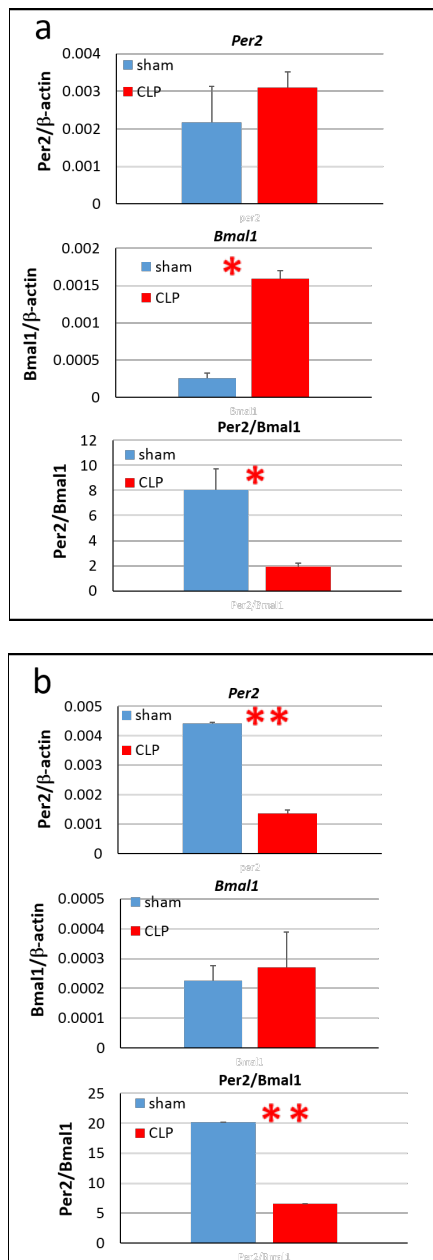 a
Per2
0.004
0.003
0.002
0.001
0
Per2/β-actin
sham
CLP
per2
Bmal1
0.002
0.0015
0.001
0.0005
0
Bmal1/β-actin
sham
CLP
*
Bmal1
Per2/Bmal1
12
10
8
6
4
2
0
Per2/Bmal1
sham
CLP
*
Per2/Bmal1
b
Per2
0.005
0.004
0.003
0.002
0.001
0
Per2/β-actin
sham
CLP
**
per2
Bmal1
0.0005
0.0004
0.0003
0.0002
0.0001
0
Bmal1/β-actin
sham
CLP
Bmal1
Per2/Bmal1
25
20
15
10
5
0
Per2/Bmal1
sham
CLP
* *
Per2/Bmal1